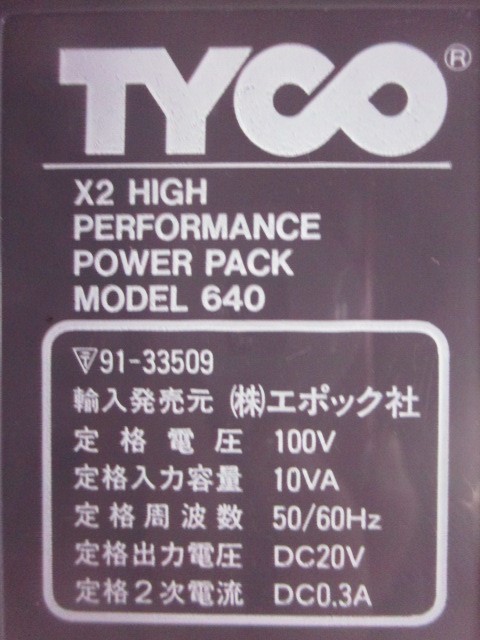 TYCO®
X2 HIGH
PERFORMANCE
POWER PACK
MODEL 640
〒91-33509
輸入発売元 (株)エポック社
定格電圧 100V
定格入力容量 10VA
定格周波数 50/60Hz
定格出力電圧 DC20V
定格2次電流 DC0.3A